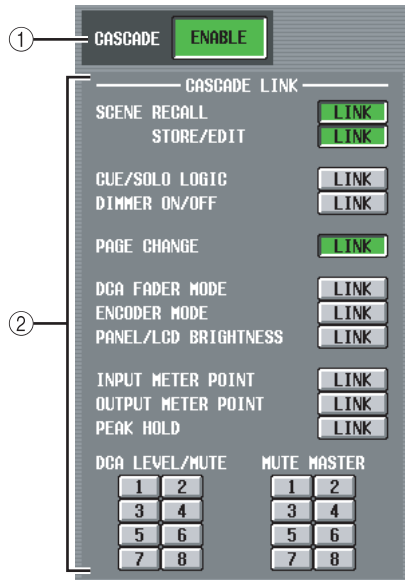 ① CASCADE ENABLE
② CASCADE LINK
SCENE RECALL LINK
STORE/EDIT LINK
CUE/SOLO LOGIC LINK
DIMMER ON/OFF LINK
PAGE CHANGE LINK
DCA FADER MODE LINK
ENCODER MODE LINK
PANEL/LCD BRIGHTNESS LINK
INPUT METER POINT LINK
OUTPUT METER POINT LINK
PEAK HOLD LINK
DCA LEVEL/MUTE MUTE MASTER
1 2 1 2
3 4 3 4
5 6 5 6
7 8 7 8